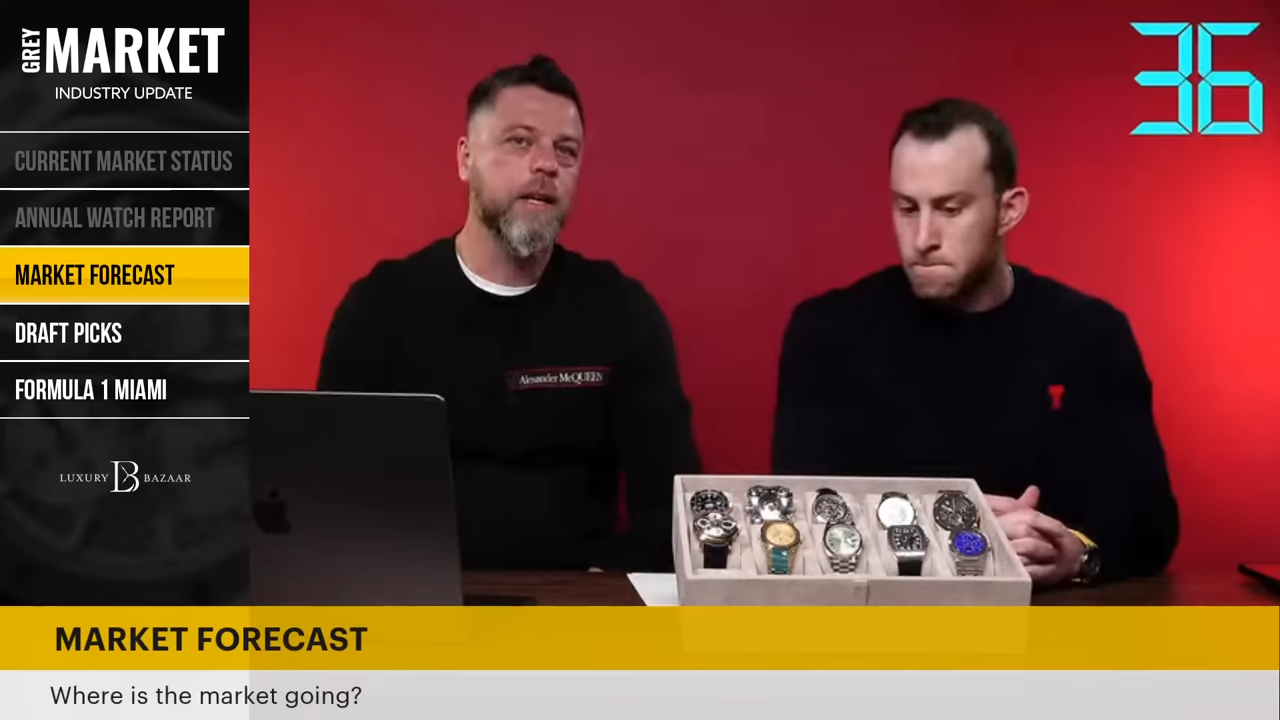 GREY
MARKET
INDUSTRY UPDATE
CURRENT MARKET STATUS
ANNUAL WATCH REPORT
MARKET FORECAST
DRAFT PICKS
FORMULA 1 MIAMI
LUXURY LB BAZAAR
36
Alexander McQUEEN
MARKET FORECAST
Where is the market going?